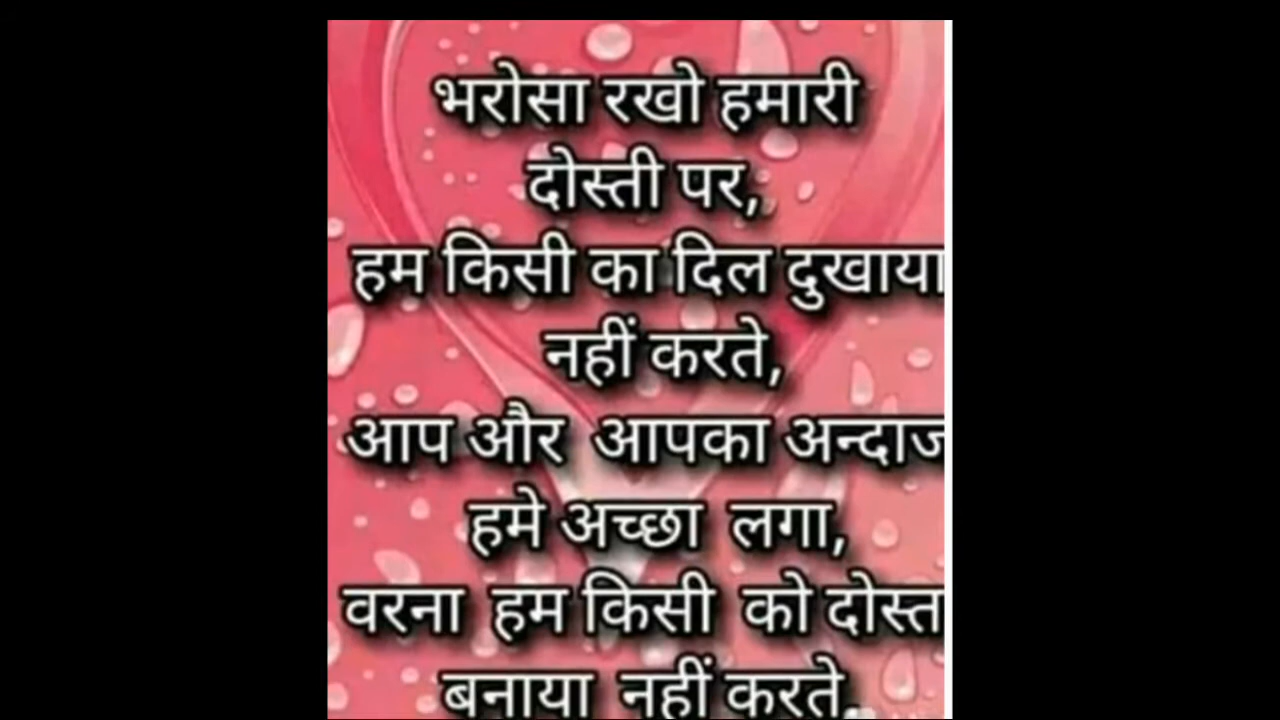 भरोसा रखो हमारी
दोस्ती पर,
हम किसी का दिल दुखाया
नहीं करते,
आप और आपका अन्दाज
हमे अच्छा लगा,
वरना हम किसी को दोस्त
बनाया नहीं करते.